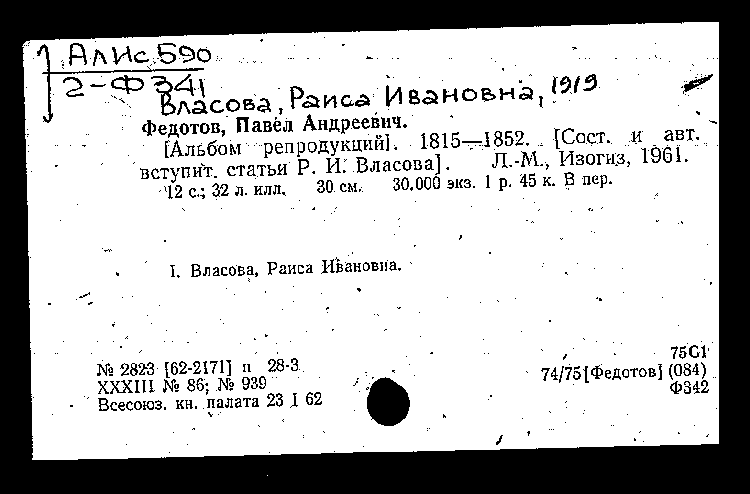 АлИс 590
2-Ф 341
Власова, Раиса Ивановна, 1919
Федотов, Павел Андреевич.
[Альбом репродукций]. 1815—1852. [Сост. и авт.
вступит. статьи Р. И. Власова]. Л.-М., Изогиз, 1961.
12 с.; 32 л. илл. 30 см. 30.000 экз. 1 р. 45 к. В пер.
I. Власова, Раиса Ивановна.
№ 2823 [62-2171] п 28-3
XXXIII № 86; № 939
Всесоюз. кн. палата 23 I 62
75С1
74/75[Федотов] (084)
Ф342